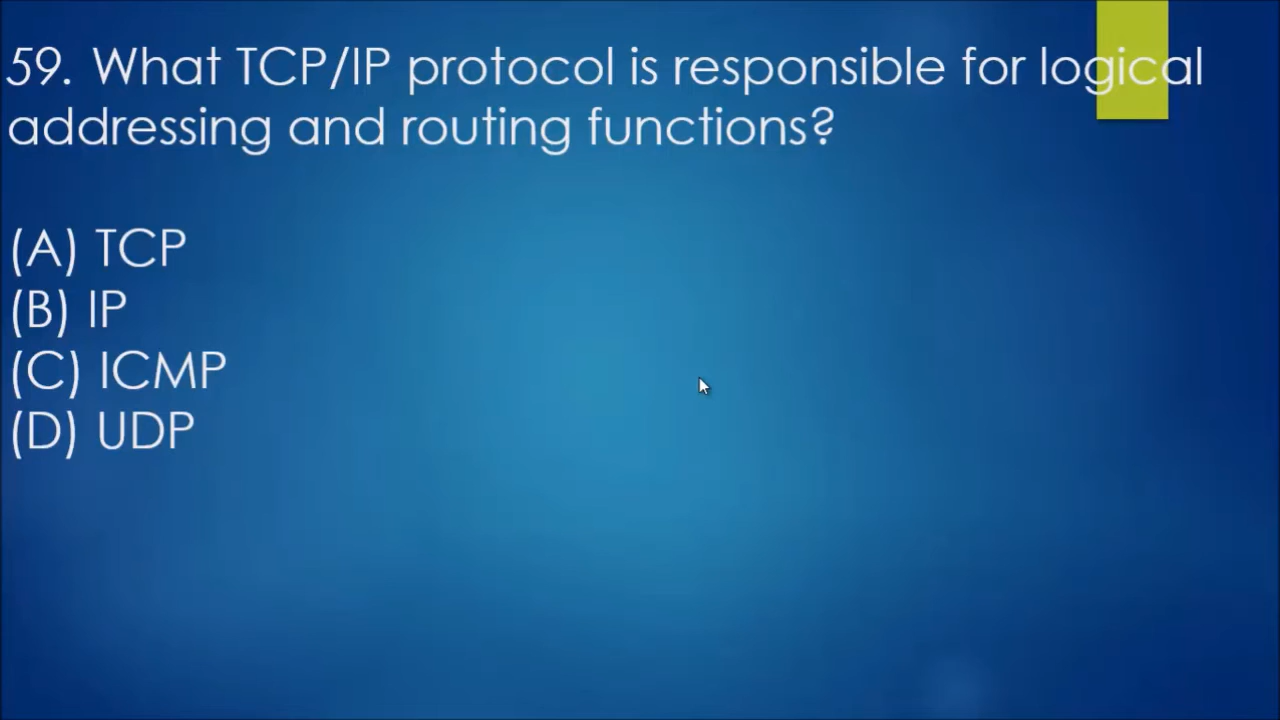 59. What TCP/IP protocol is responsible for logical
addressing and routing functions?
(A) TCP
(B) IP
(C) ICMP
(D) UDP